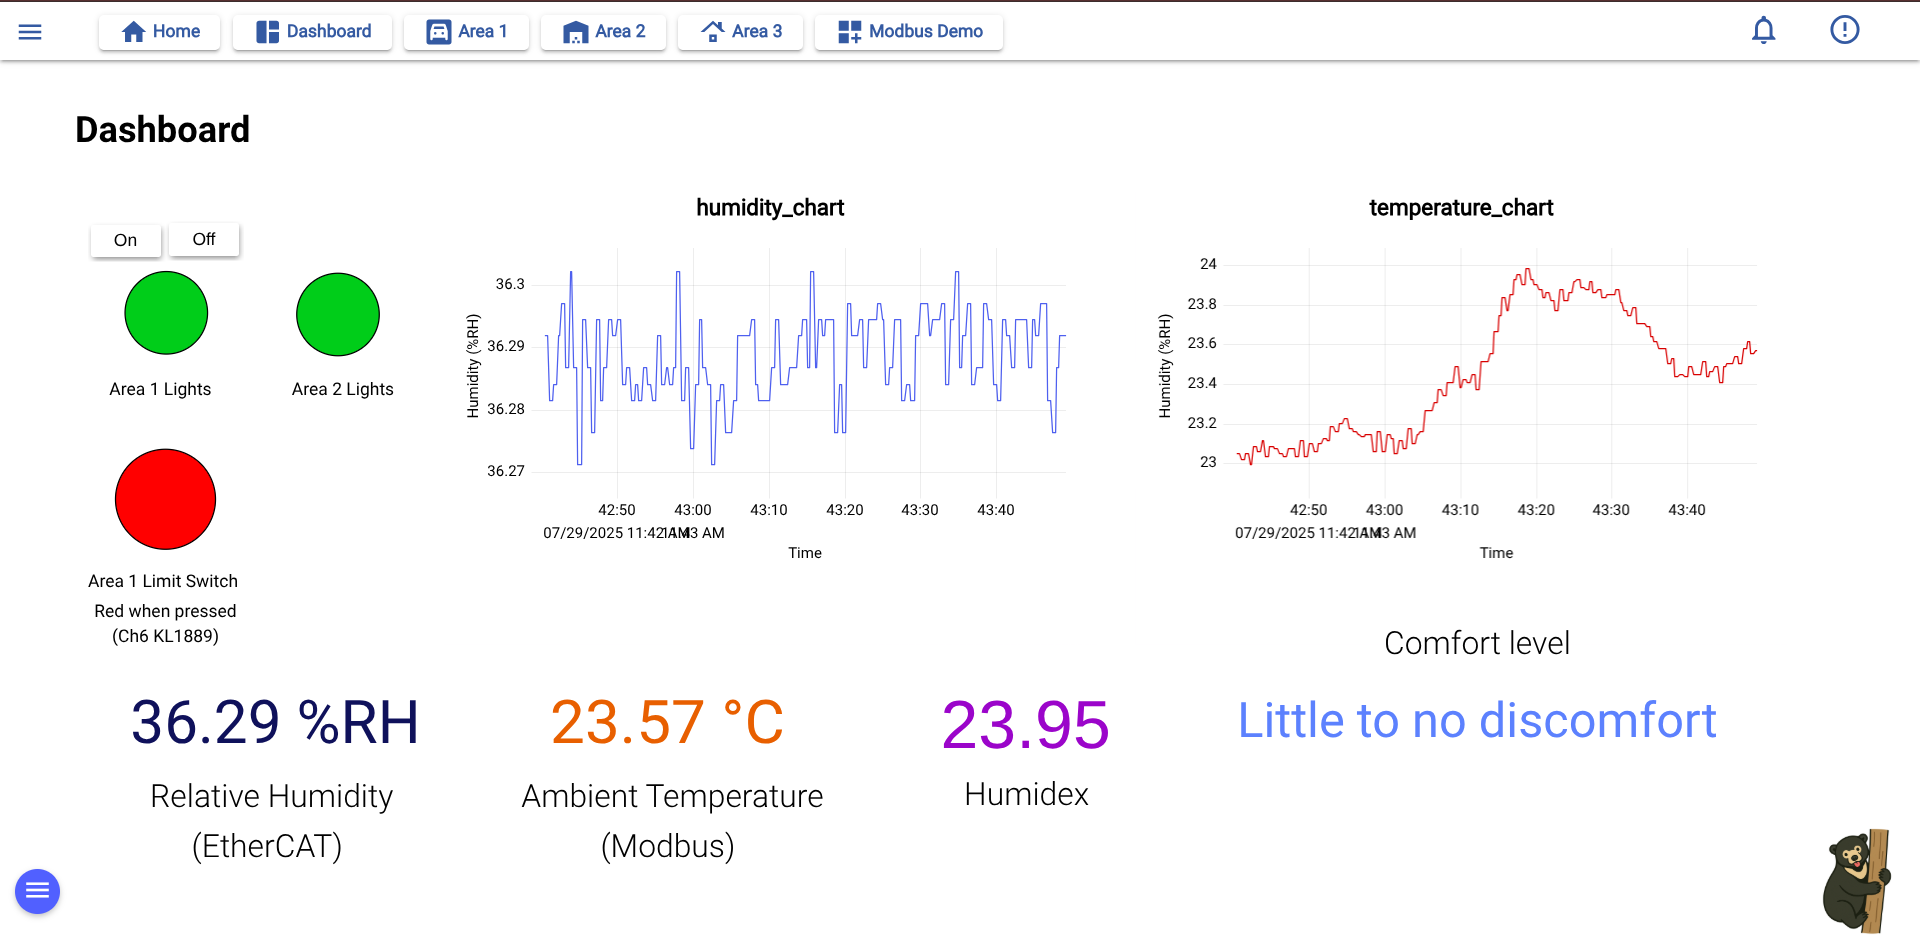 Home
Dashboard
Area 1
Area 2
Area 3
Modbus Demo
Dashboard
On
Off
Area 1 Lights
Area 2 Lights
Area 1 Limit Switch
Red when pressed
(Ch6 KL1889)
humidity_chart
Humidity (%RH)
36.3
36.29
36.28
36.27
42:50
43:00
43:10
43:20
43:30
43:40
07/29/2025 11:42 AM
11:43 AM
Time
temperature_chart
Humidity (%RH)
24
23.8
23.6
23.4
23.2
23
42:50
43:00
43:10
43:20
43:30
43:40
07/29/2025 11:42 AM
11:43 AM
Time
Comfort level
Little to no discomfort
36.29 %RH
Relative Humidity
(EtherCAT)
23.57 °C
Ambient Temperature
(Modbus)
23.95
Humidex